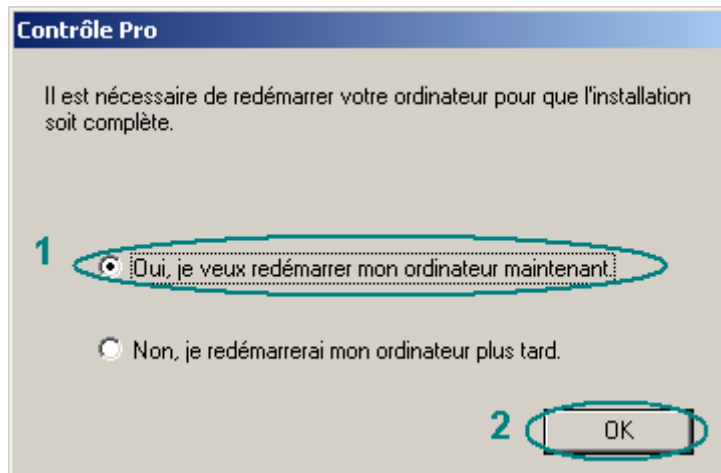 Contrôle Pro
Il est nécessaire de redémarrer votre ordinateur pour que l'installation
soit complète.
1 Oui, je veux redémarrer mon ordinateur maintenant.
Non, je redémarrerai mon ordinateur plus tard.
2 OK